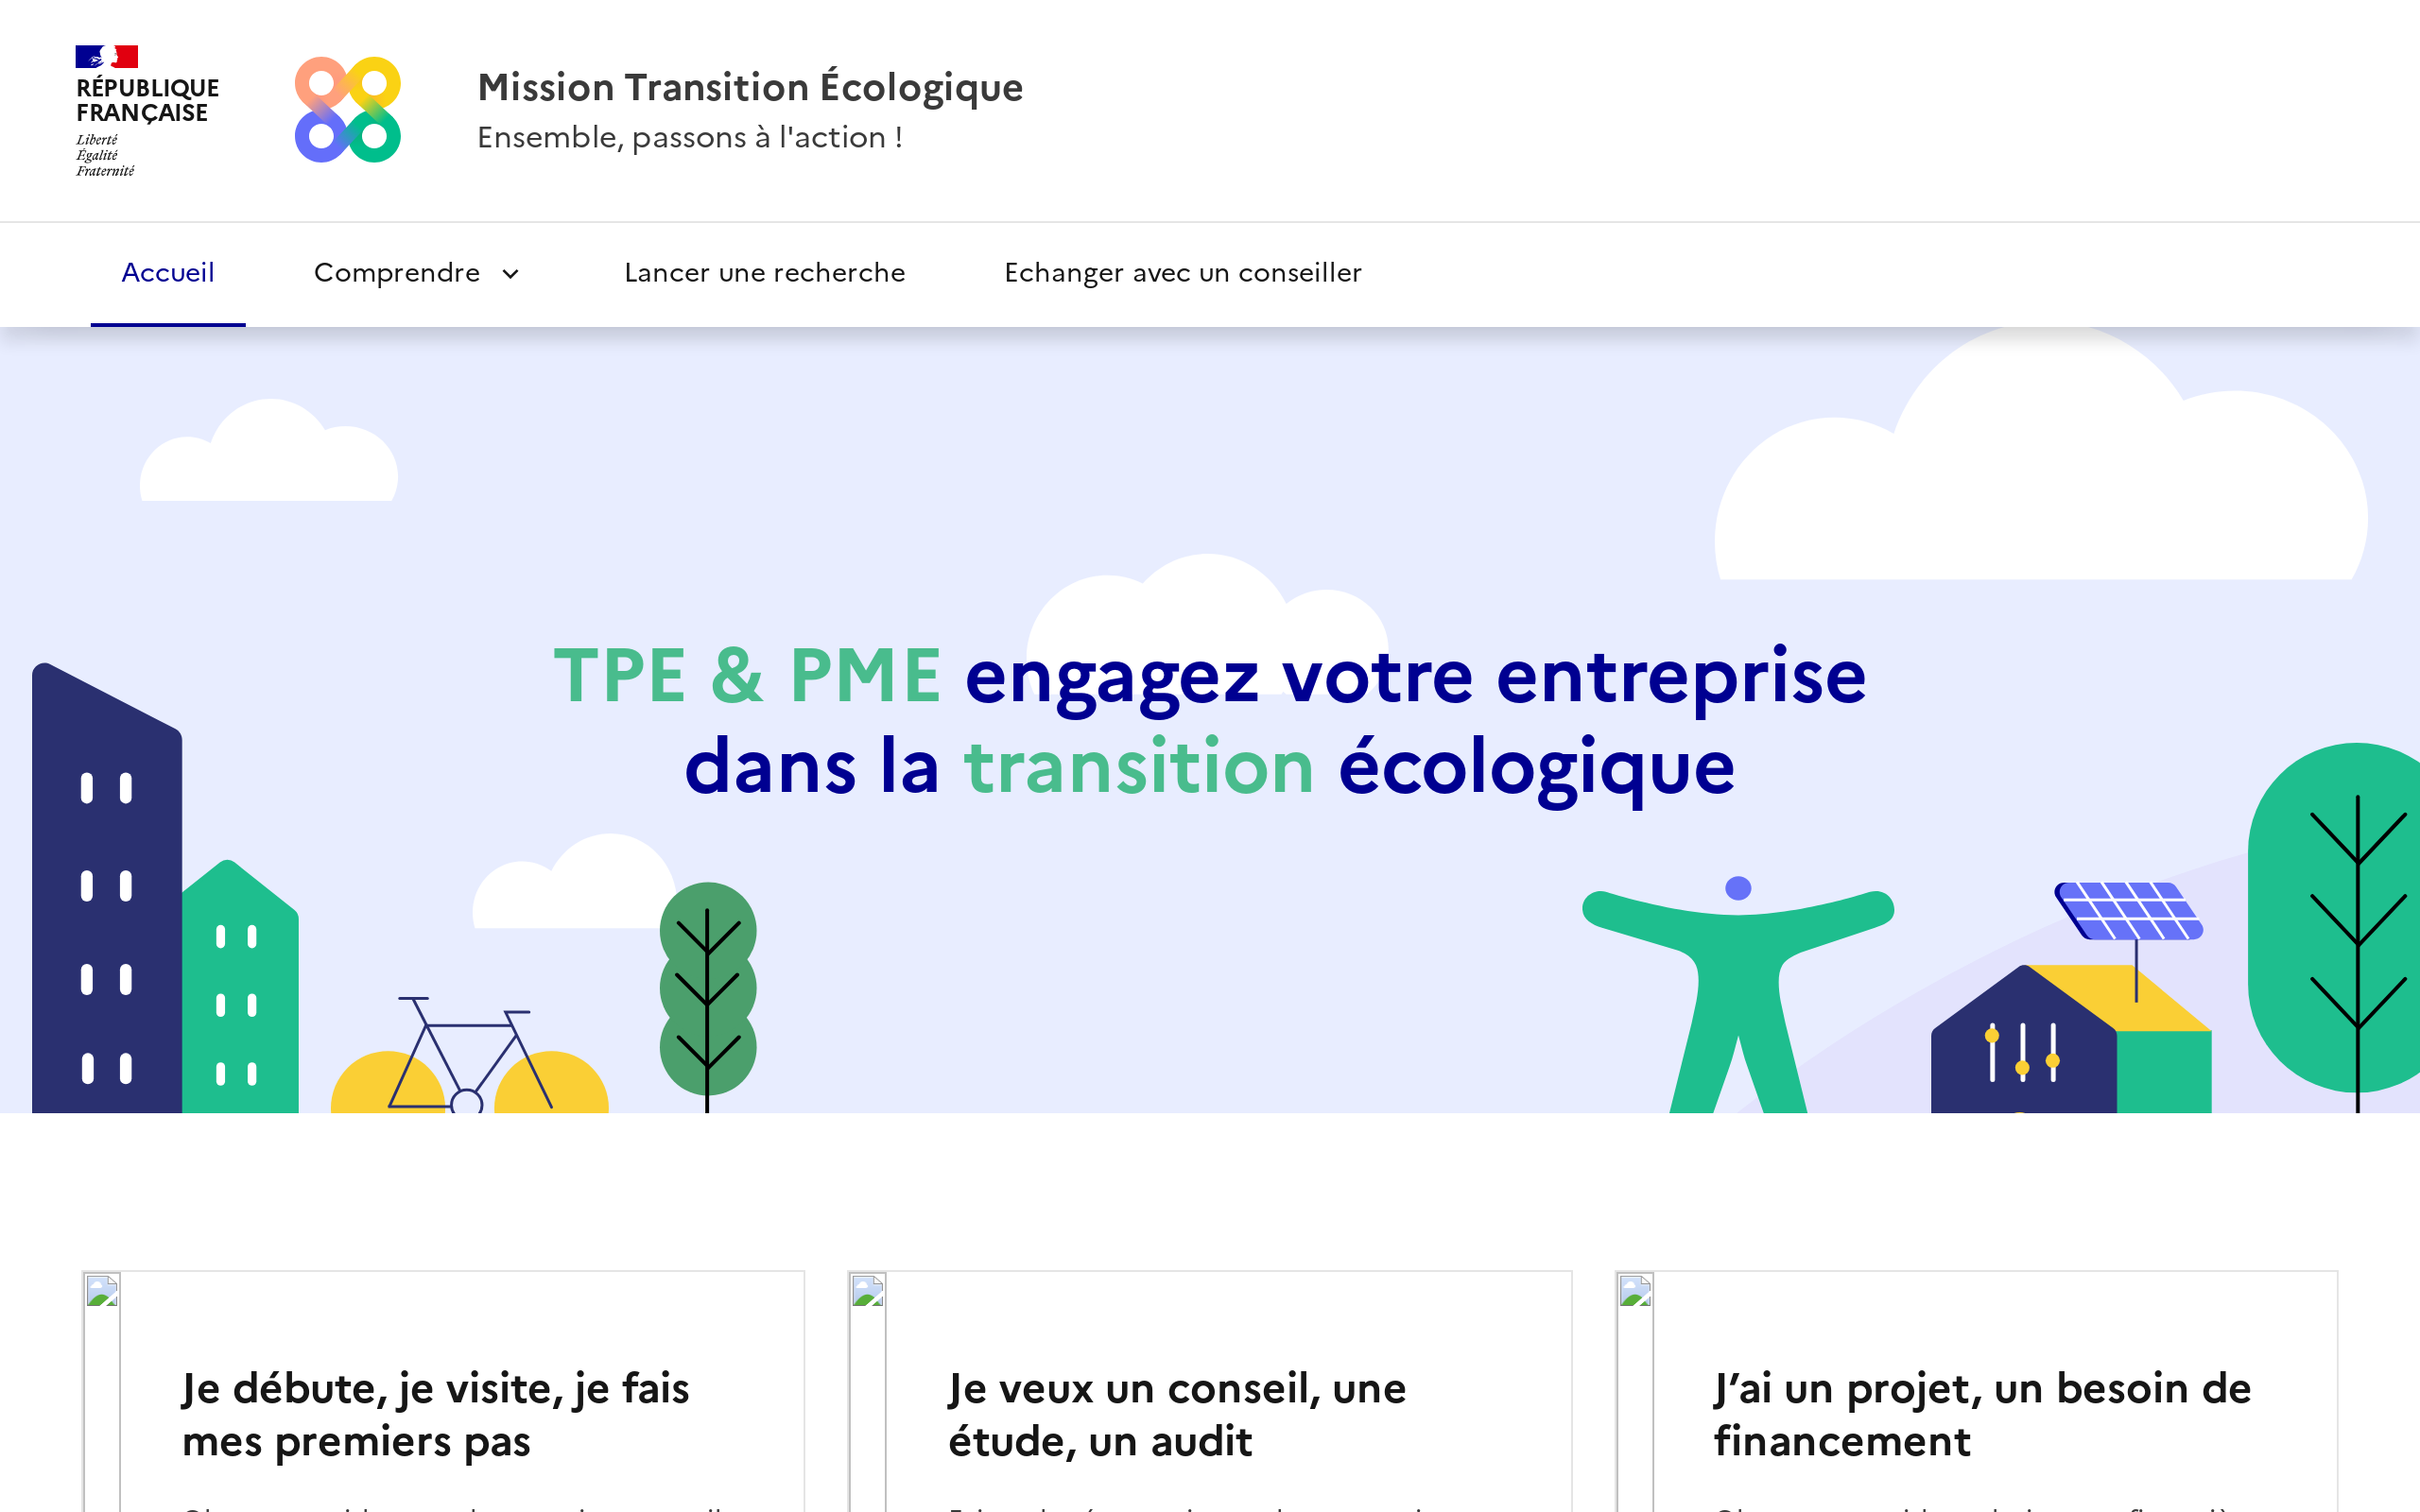 RÉPUBLIQUE
FRANÇAISE
Liberté
Égalité
Fraternité
Mission Transition Écologique
Ensemble, passons à l'action !
Accueil
Comprendre
Lancer une recherche
Echanger avec un conseiller
TPE & PME engagez votre entreprise
dans la transition écologique
Je débute, je visite, je fais
mes premiers pas
Je veux un conseil, une
étude, un audit
J’ai un projet, un besoin de
financement